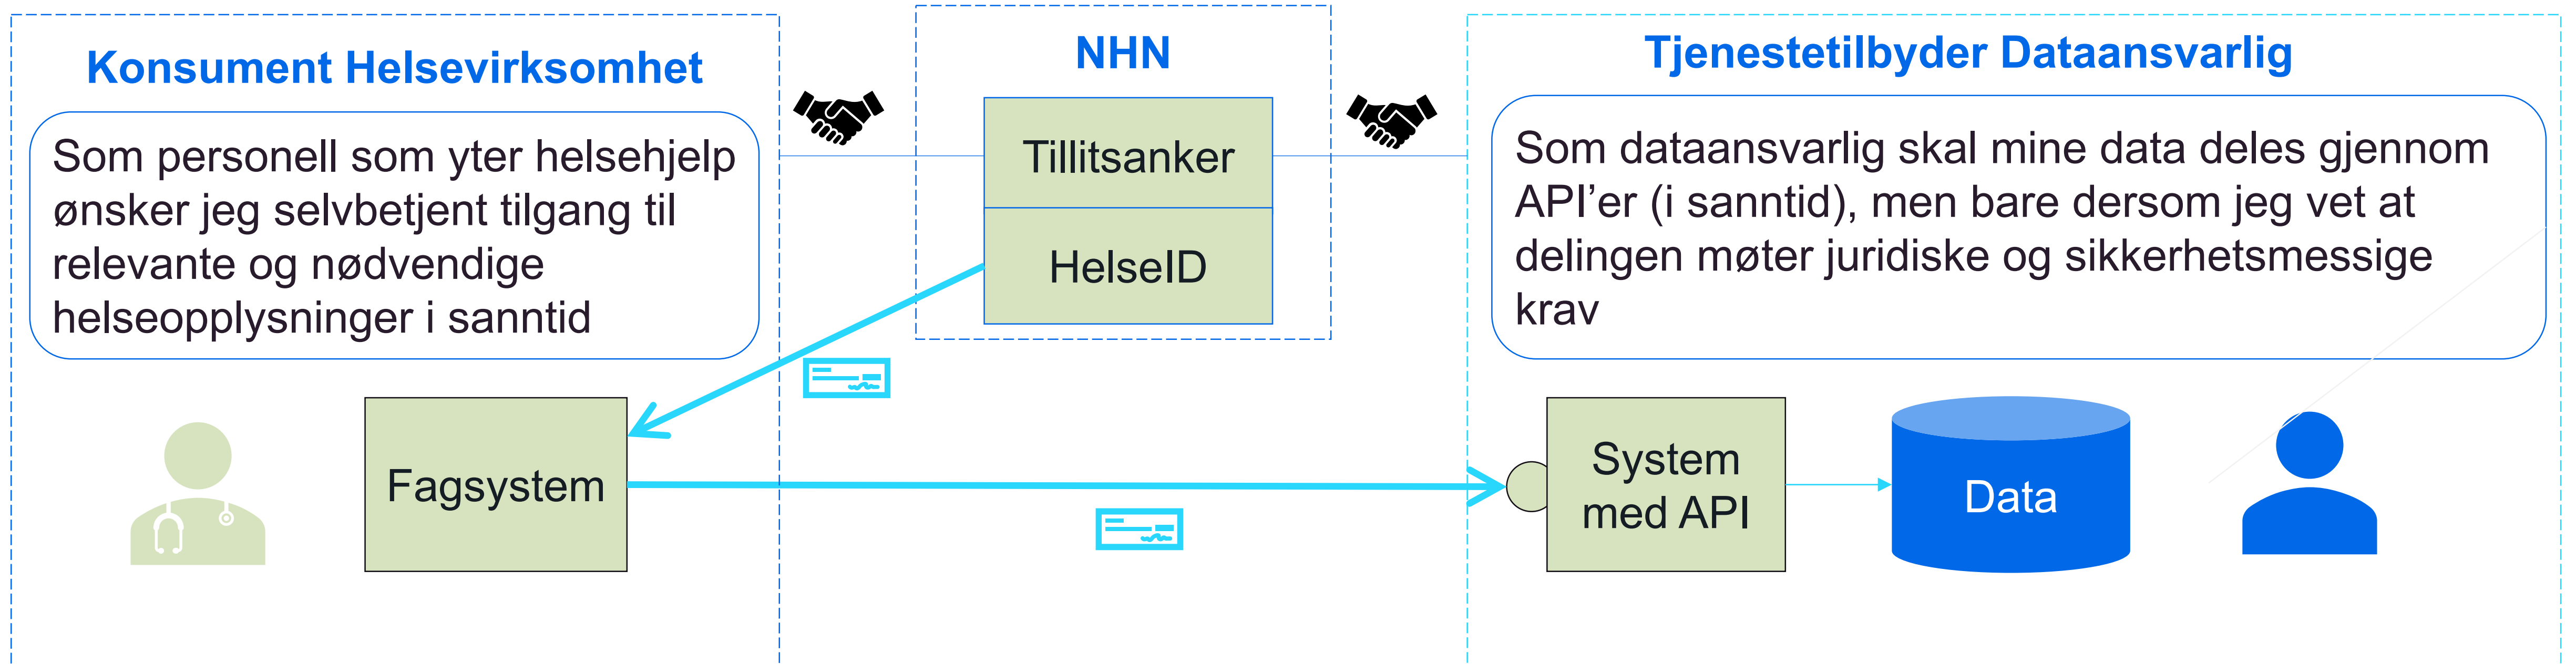 Konsument Helsevirksomhet
Som personell som yter helsehjelp
ønsker jeg selvbetjent tilgang til
relevante og nødvendige
helseopplysninger i sanntid
Fagsystem
NHN
Tillitsanker
HelseID
Tjenestetilbyder Dataansvarlig
Som dataansvarlig skal mine data deles gjennom
API’er (i sanntid), men bare dersom jeg vet at
delingen møter juridiske og sikkerhetsmessige
krav
System
med API
Data